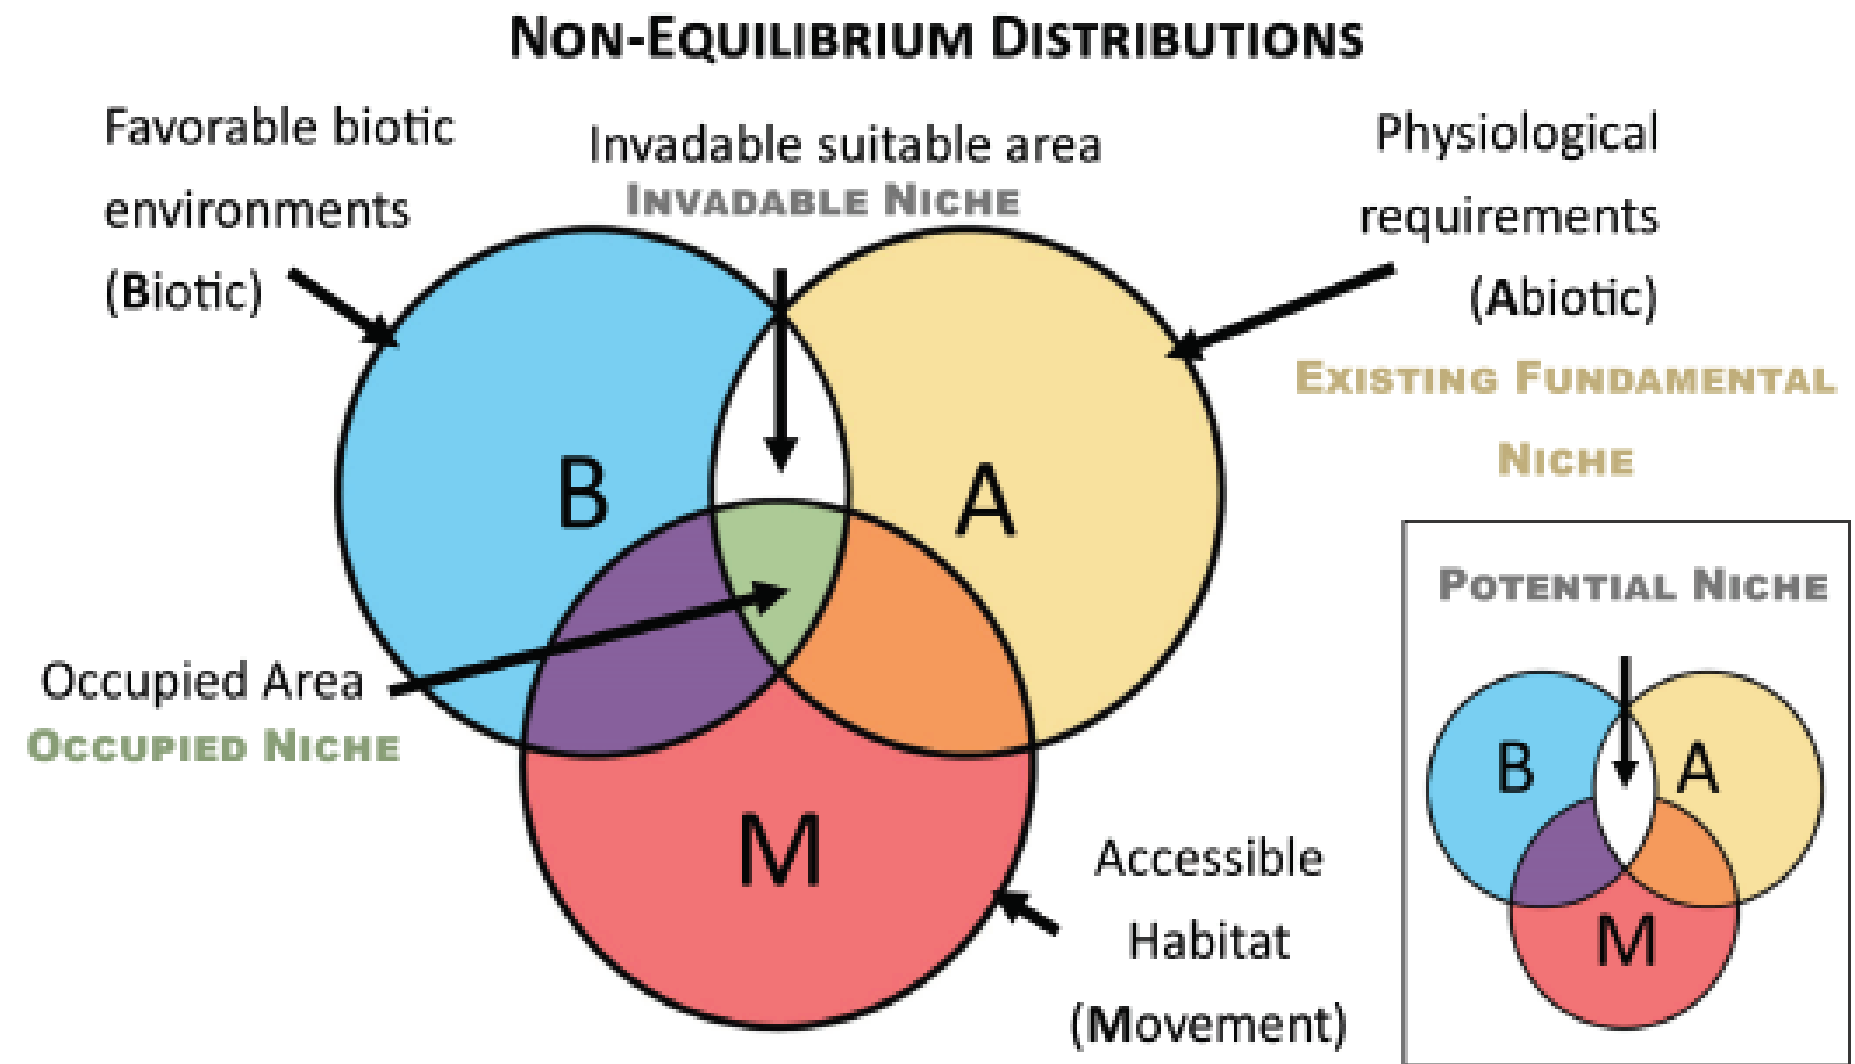 NON-EQUILIBRIUM DISTRIBUTIONS
Favorable biotic
environments
(Biotic)
Invadable suitable area
INVADABLE NICHE
Physiological
requirements
(Abiotic)
EXISTING FUNDAMENTAL
NICHE
B
A
Occupied Area
OCCUPIED NICHE
M
Accessible
Habitat
(Movement)
POTENTIAL NICHE
B
A
M